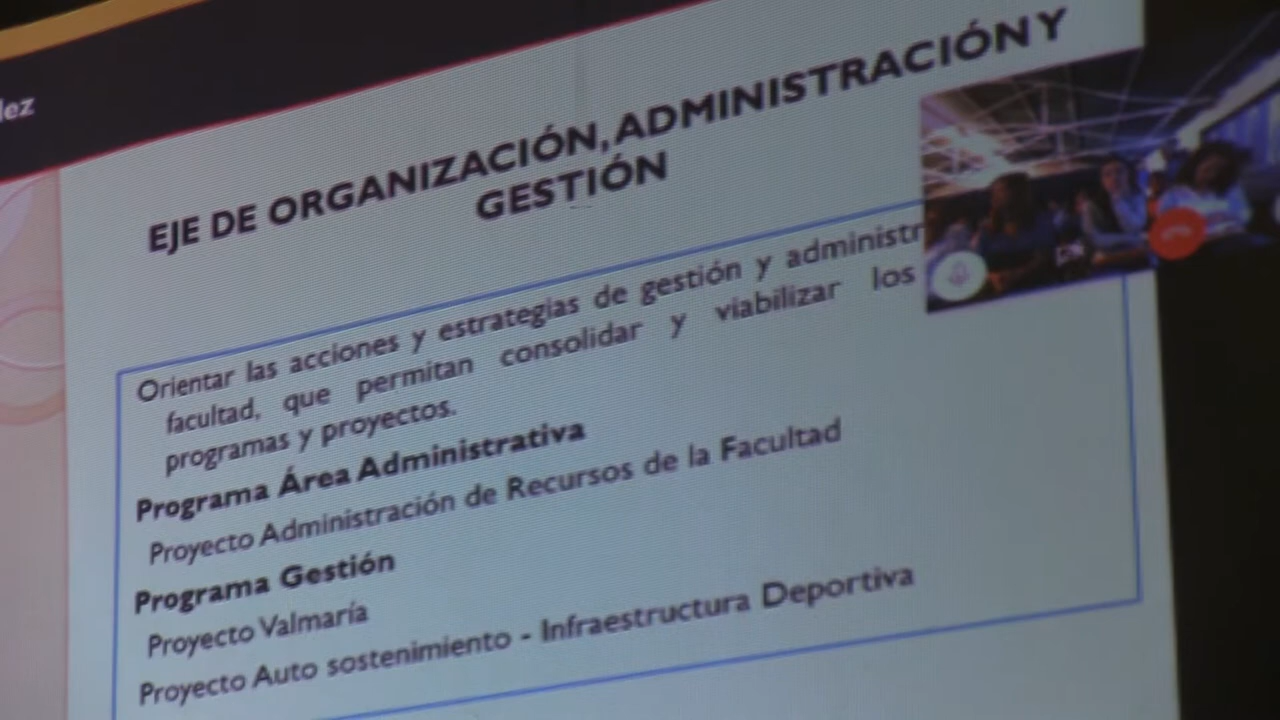 lez
EJE DE ORGANIZACIÓN, ADMINISTRACIÓN Y
GESTIÓN
Orientar las acciones y estrategias de gestión y administr
facultad, que permitan consolidar y viabilizar los
programas y proyectos.
Programa Área Administrativa
Proyecto Administración de Recursos de la Facultad
Programa Gestión
Proyecto Valmaría
Proyecto Auto sostenimiento - Infraestructura Deportiva